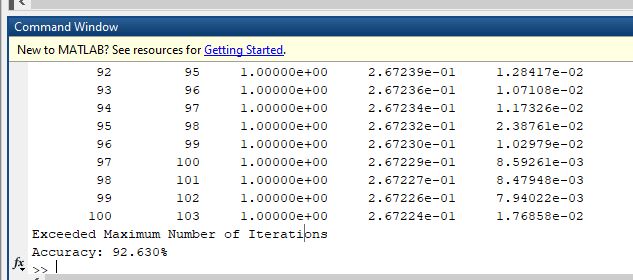 Command Window
New to MATLAB? See resources for Getting Started.
92 95 1.00000e+00 2.67239e-01 1.28417e-02
93 96 1.00000e+00 2.67236e-01 1.07108e-02
94 97 1.00000e+00 2.67234e-01 1.17326e-02
95 98 1.00000e+00 2.67232e-01 2.38761e-02
96 99 1.00000e+00 2.67230e-01 1.02979e-02
97 100 1.00000e+00 2.67229e-01 8.59261e-03
98 101 1.00000e+00 2.67227e-01 8.47948e-03
99 102 1.00000e+00 2.67226e-01 7.94022e-03
100 103 1.00000e+00 2.67224e-01 1.76858e-02
Exceeded Maximum Number of Iterations
Accuracy: 92.630%
fx >>